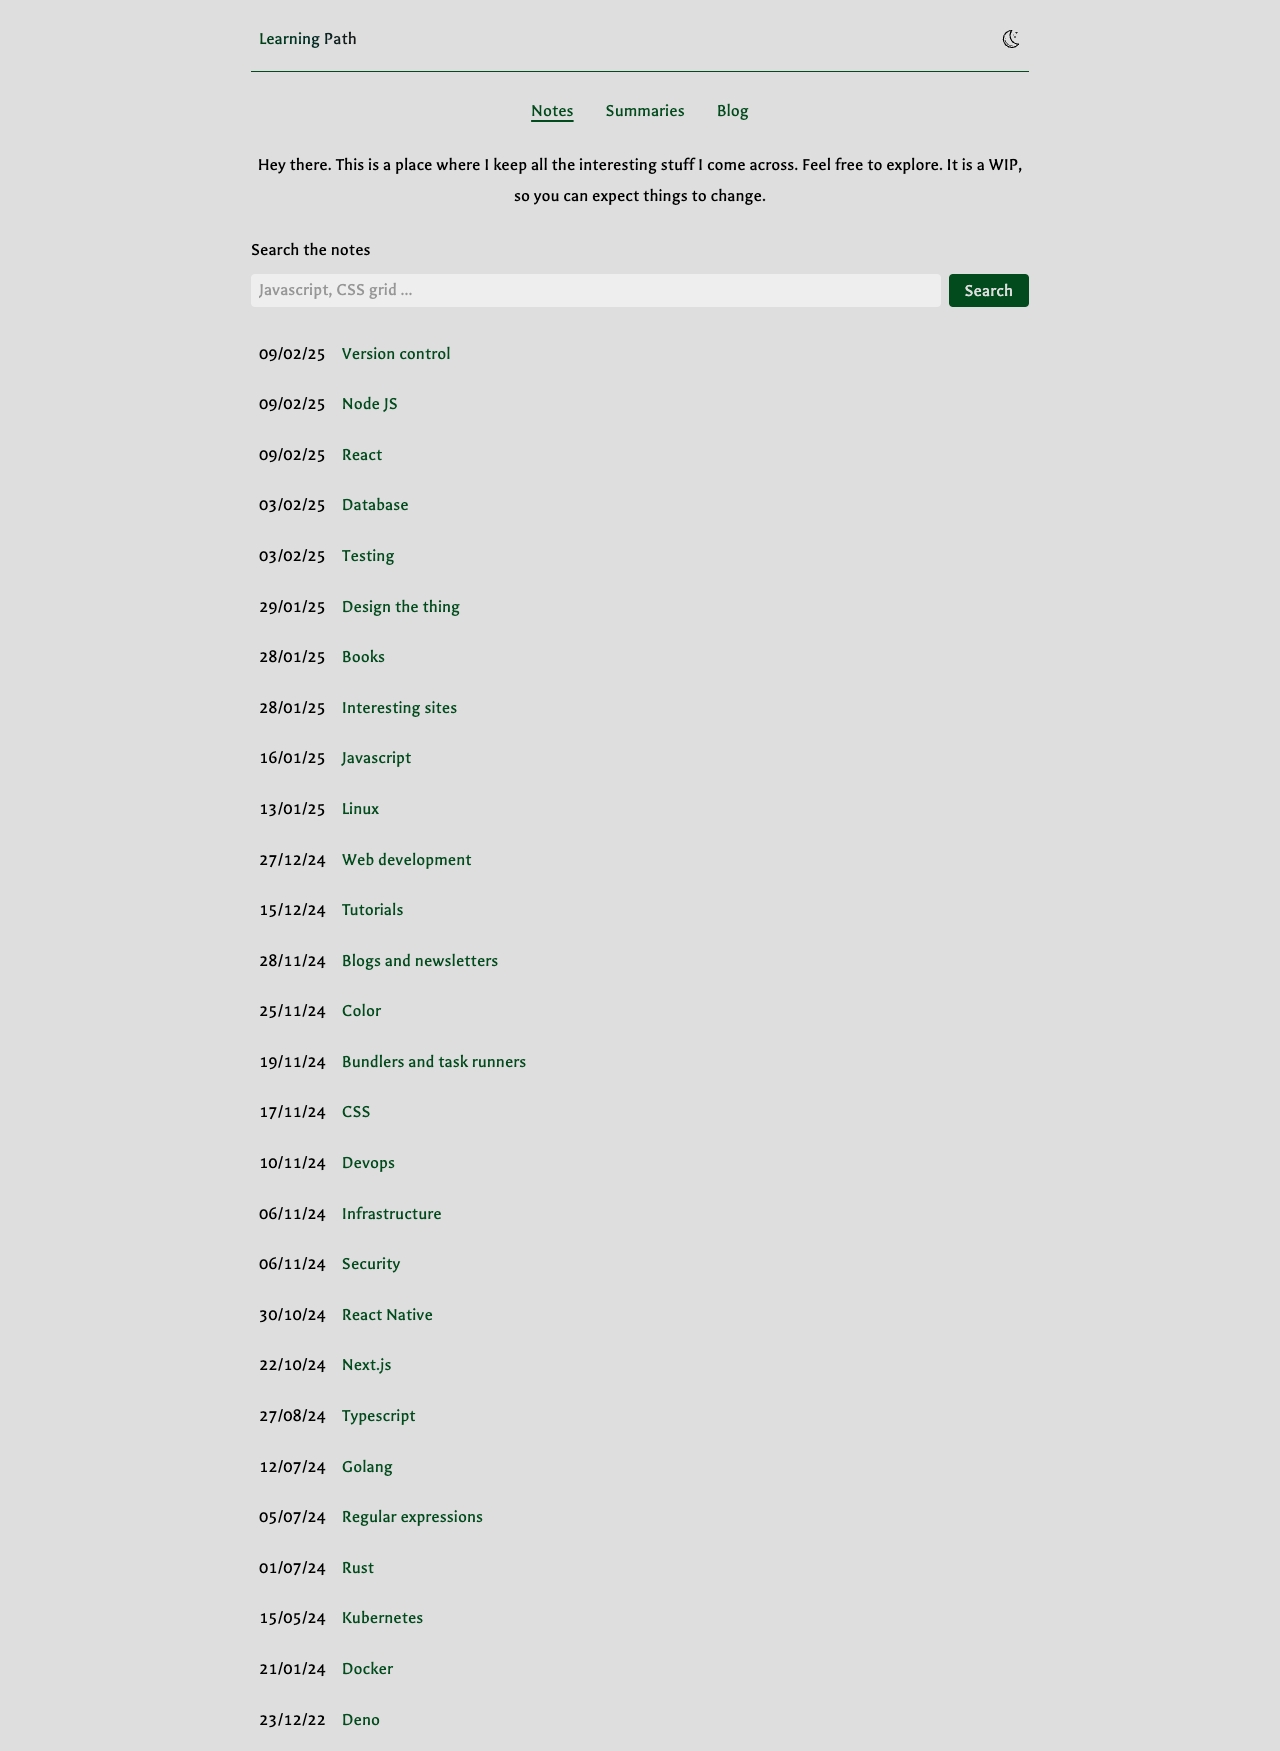 Learning Path
Notes Summaries Blog
Hey there. This is a place where I keep all the interesting stuff I come across. Feel free to explore. It is a WIP,
so you can expect things to change.
Search the notes
Javascript, CSS grid ... Search
09/02/25 Version control
09/02/25 Node JS
09/02/25 React
03/02/25 Database
03/02/25 Testing
29/01/25 Design the thing
28/01/25 Books
28/01/25 Interesting sites
16/01/25 Javascript
13/01/25 Linux
27/12/24 Web development
15/12/24 Tutorials
28/11/24 Blogs and newsletters
25/11/24 Color
19/11/24 Bundlers and task runners
17/11/24 CSS
10/11/24 Devops
06/11/24 Infrastructure
06/11/24 Security
30/10/24 React Native
22/10/24 Next.js
27/08/24 Typescript
12/07/24 Golang
05/07/24 Regular expressions
01/07/24 Rust
15/05/24 Kubernetes
21/01/24 Docker
23/12/22 Deno